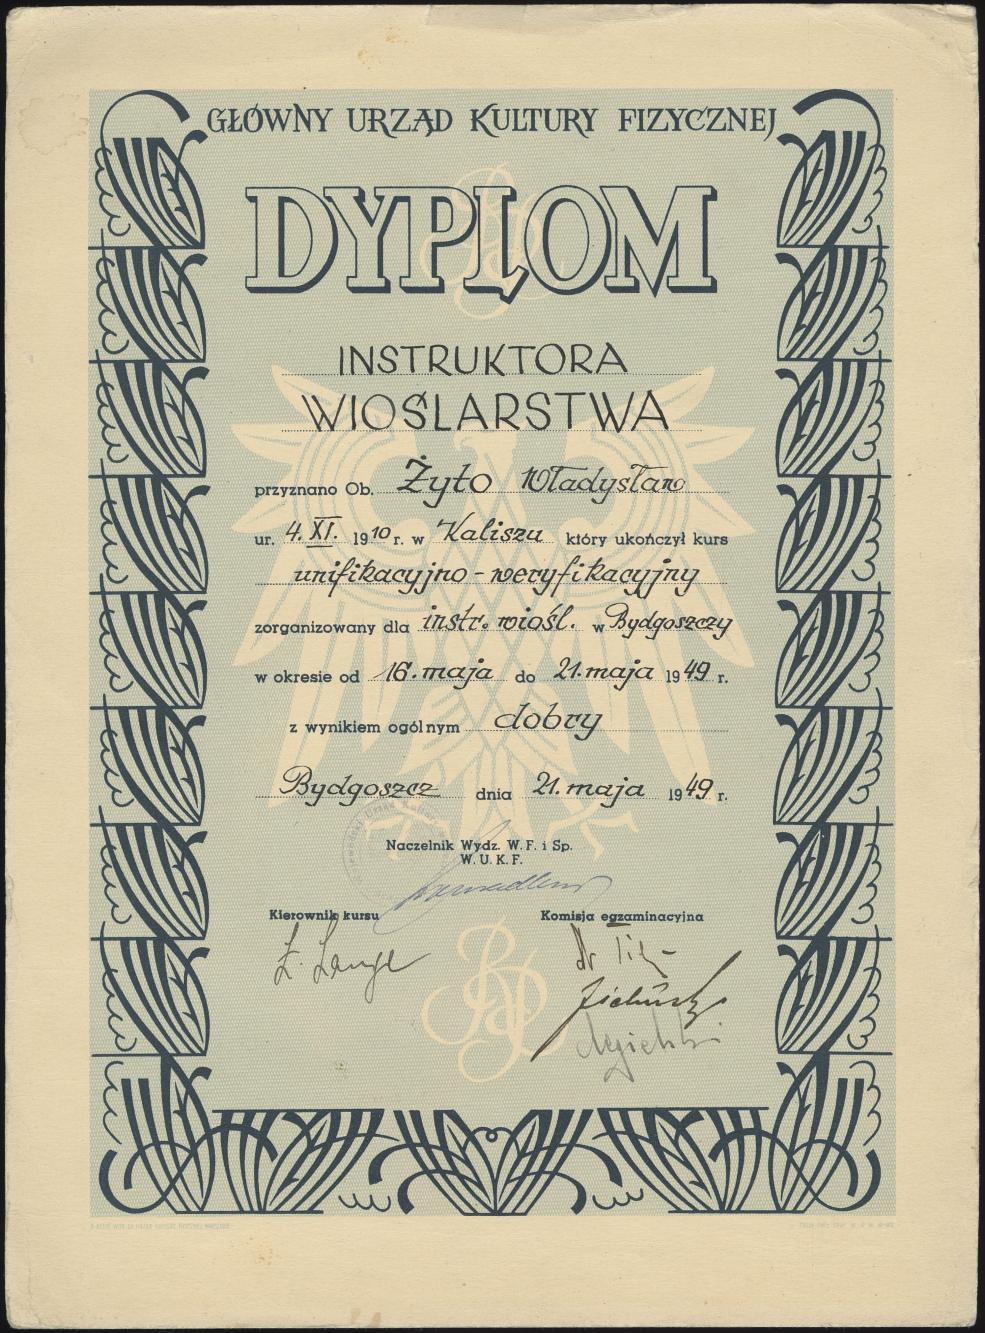 GŁÓWNY URZĄD KULTURY FIZYCZNEJ
DYPLOM
INSTRUKTORA
WIOŚLARSTWA
przyznano Ob. Żyto Władysław
ur. 4. XI. 1910 r. w Kaliszu który ukończył kurs
unifikacyjno-weryfikacyjny
zorganizowany dla instr. wiośl. w Bydgoszczy
w okresie od 16. maja do 21. maja 1949 r.
z wynikiem ogólnym dobry
Bydgoszcz dnia 21. maja 1949 r.
Naczelnik Wydz. W. F. i Sp.
W. U. K. F.
Kierownik kursu Komisja egzaminacyjna